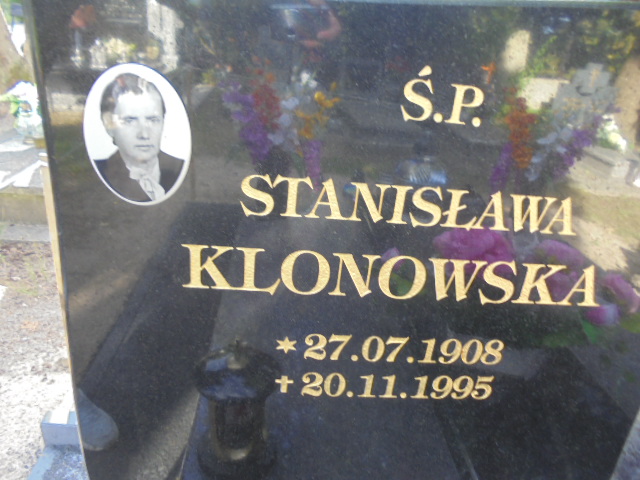 Ś.P.
STANISŁAWA
KLONOWSKA
* 27.07.1908
✝ 20.11.1995